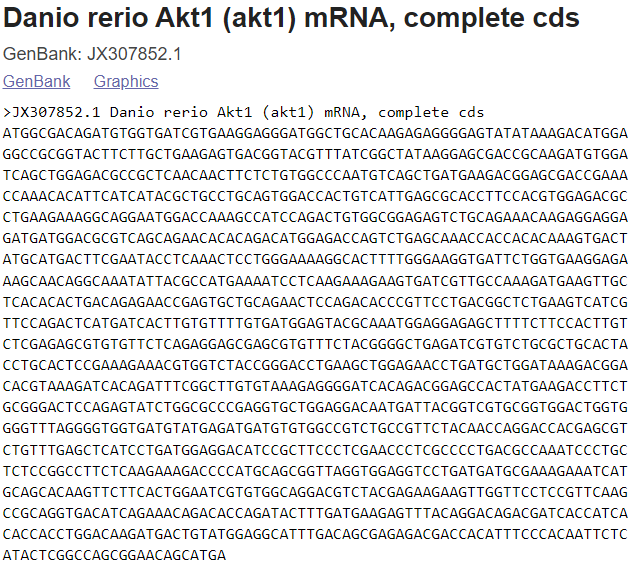 Danio rerio Akt1 (akt1) mRNA, complete cds
GenBank: JX307852.1
GenBank Graphics
>JX307852.1 Danio rerio Akt1 (akt1) mRNA, complete cds
ATGGCGACAGATGTGGTGATCGTGAAGGAGGGATGGCTGCACAAGAGAGGGGAGTATATAAAGACATGGA
GGCCGCGGTACTTCTTGCTGAAGAGTGACGGTACGTTTATCGGCTATAAGGAGCGACCGCAAGATGTGGA
TCAGCTGGAGACGCCGCTCAACAACTTCTCTGTGGCCCAATGTCAGCTGATGAAGACGGAGCGACCGAAA
CCAAACACATTCATCATACGCTGCCTGCAGTGGACCACTGTCATTGAGCGCACCTTCCACGTGGAGACGC
CTGAAGAAAGGCAGGAATGGACCAAAGCCATCCAGACTGTGGCGGAGAGTCTGCAGAAACAAGAGGAGGA
GATGATGGACGCGTCAGCAGAACACACAGACATGGAGACCAGTCTGAGCAAACCACCACACAAAGTGACT
ATGCATGACTTCGAATACCTCAAACTCCTGGGAAAAGGCACTTTTGGGAAGGTGATTCTGGTGAAGGAGA
AAGCAACAGGCAAATATTACGCCATGAAAATCCTCAAGAAAGAAGTGATCGTTGCCAAAGATGAAGTTGC
TCACACACTGACAGAGAACCGAGTGCTGCAGAACTCCAGACACCCGTTCCTGACGGCTCTGAAGTCATCG
TTCCAGACTCATGATCACTTGTGTTTTGTGATGGAGTACGCAAATGGAGGAGAGCTTTTCTTCCACTTGT
CTCGAGAGCGTGTGTTCTCAGAGGAGCGAGCGTGTTTCTACGGGGCTGAGATCGTGTCTGCGCTGCACTA
CCTGCACTCCGAAAGAAACGTGGTCTACCGGGACCTGAAGCTGGAGAACCTGATGCTGGATAAAGACGGA
CACGTAAAGATCACAGATTTCGGCTTGTGTAAAGAGGGGATCACAGACGGAGCCACTATGAAGACCTTCT
GCGGGACTCCAGAGTATCTGGCGCCCGAGGTGCTGGAGGACAATGATTACGGTCGTGCGGTGGACTGGTG
GGGTTTAGGGGTGGTGATGTATGAGATGATGTGTGGCCGTCTGCCGTTCTACAACCAGGACCACGAGCGT
CTGTTTGAGCTCATCCTGATGGAGGACATCCGCTTCCCTCGAACCCTCGCCCCTGACGCCAAATCCCTGC
TCTCCGGCCTTCTCAAGAAAGACCCCATGCAGCGGTTAGGTGGAGGTCCTGATGATGCGAAAGAAATCAT
GCAGCACAAGTTCTTCACTGGAATCGTGTGGCAGGACGTCTACGAGAAGAAGTTGGTTCCTCCGTTCAAG
CCGCAGGTGACATCAGAAACAGACACCAGATACTTTGATGAAGAGTTTACAGGACAGACGATCACCATCA
CACCACCTGGACAAGATGACTGTATGGAGGCATTTGACAGCGAGAGACGACCACATTTCCCACAATTCTC
ATACTCGGCCAGCGGAACAGCATGA